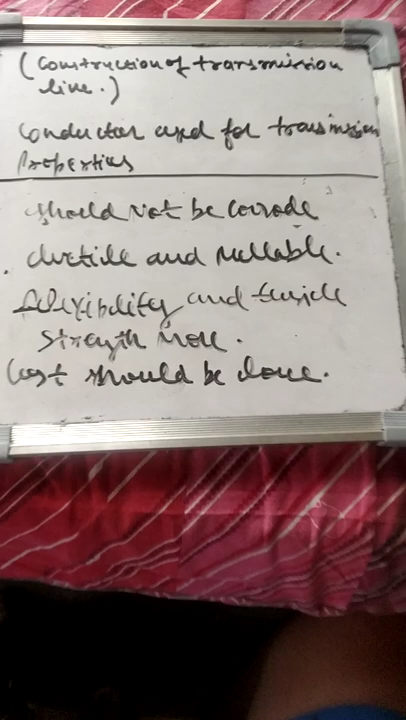 (Construction of transmission
line.)
Conductor used for transmission
Properties
should not be corrode
ductile and mellable.
flexibility and tensile
strength more.
Cost should be low.